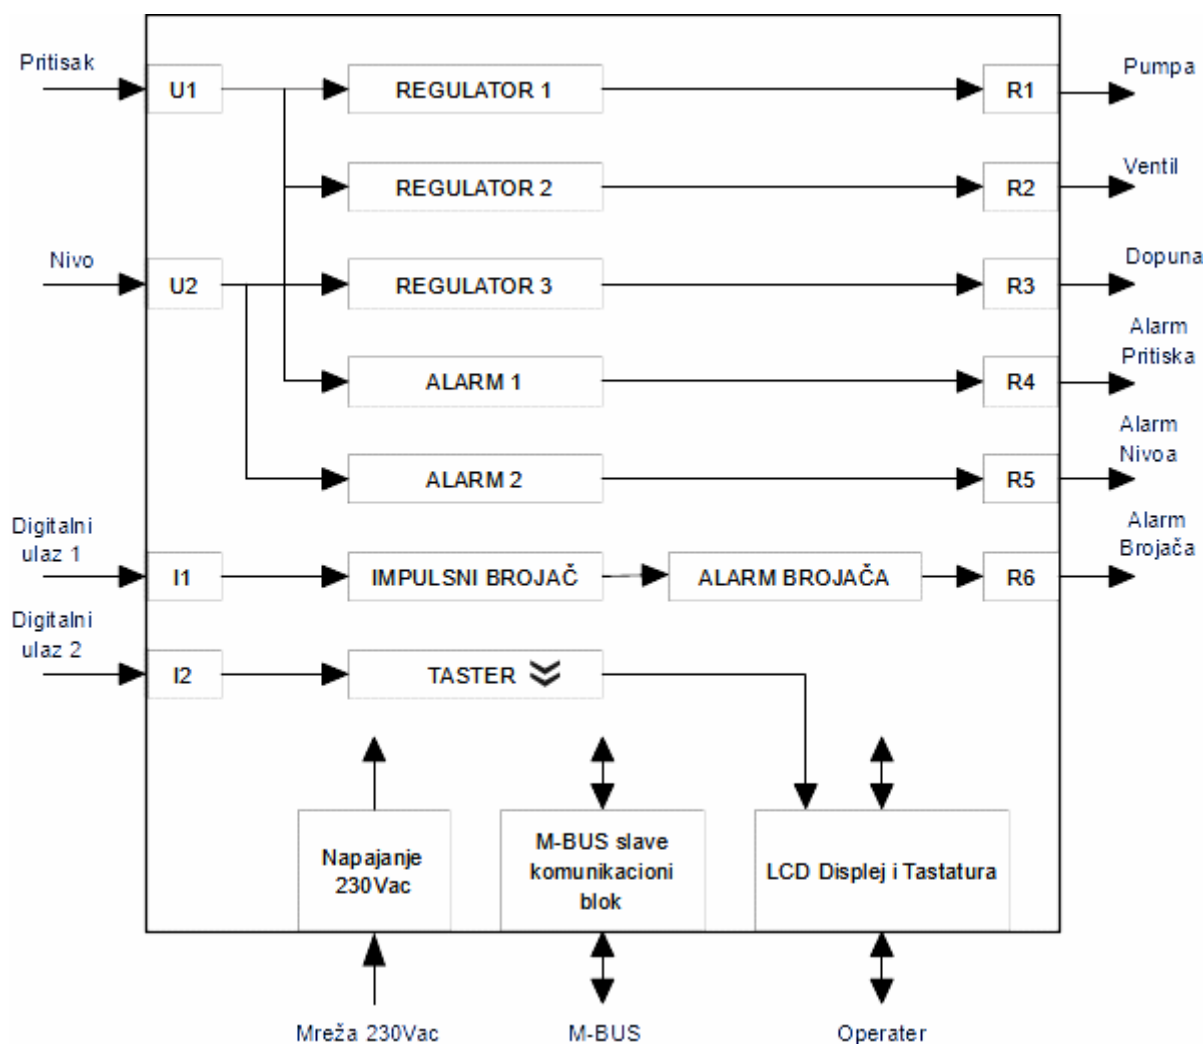 Pritisak
U1
REGULATOR 1
R1
Pumpa
REGULATOR 2
R2
Ventil
Nivo
U2
REGULATOR 3
R3
Dopuna
ALARM 1
R4
Alarm
Pritiska
ALARM 2
R5
Alarm
Nivoa
Digitalni
ulaz 1
I1
IMPULSNI BROJAČ
ALARM BROJAČA
R6
Alarm
Brojača
Digitalni
ulaz 2
I2
TASTER
Napajanje
230Vac
M-BUS slave
komunikacioni
blok
LCD Displej i Tastatura
Mreža 230Vac
M-BUS
Operater